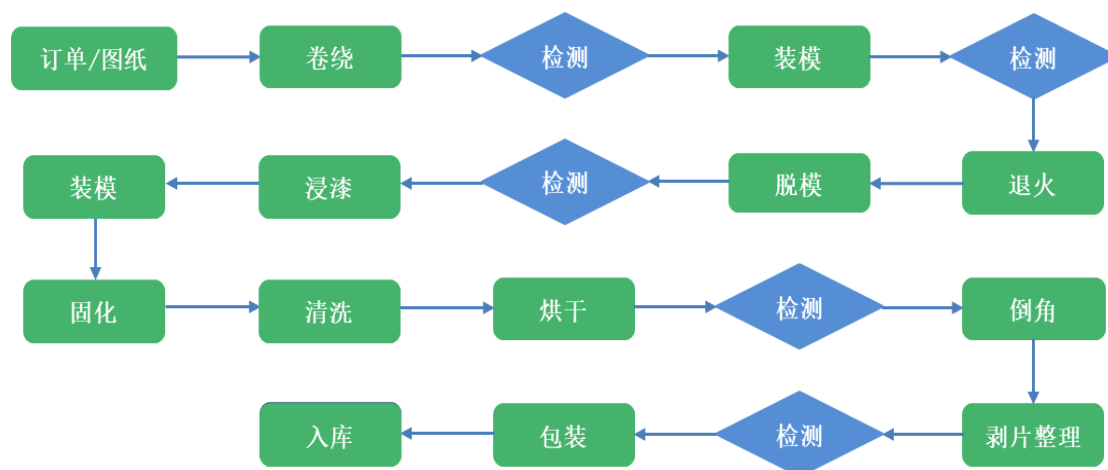 订单/图纸
卷绕
检测
装模
检测
退火
脱模
检测
浸漆
装模
固化
清洗
烘干
检测
倒角
剥片整理
检测
包装
入库